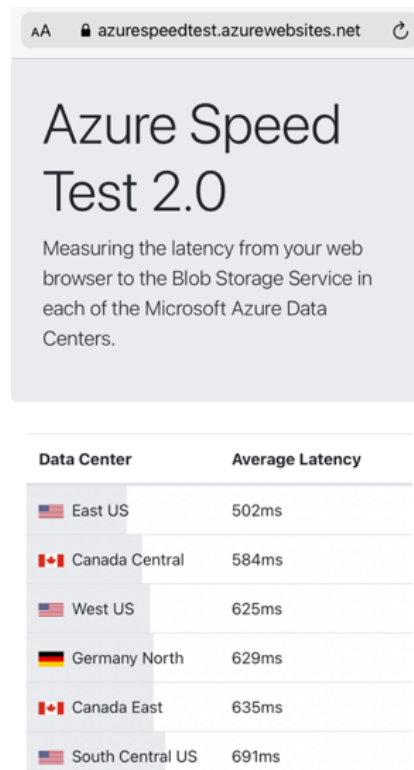 AA azurespeedtest.azurewebsites.net
Azure Speed
Test 2.0
Measuring the latency from your web
browser to the Blob Storage Service in
each of the Microsoft Azure Data
Centers.
Data Center Average Latency
East US 502ms
Canada Central 584ms
West US 625ms
Germany North 629ms
Canada East 635ms
South Central US 691ms